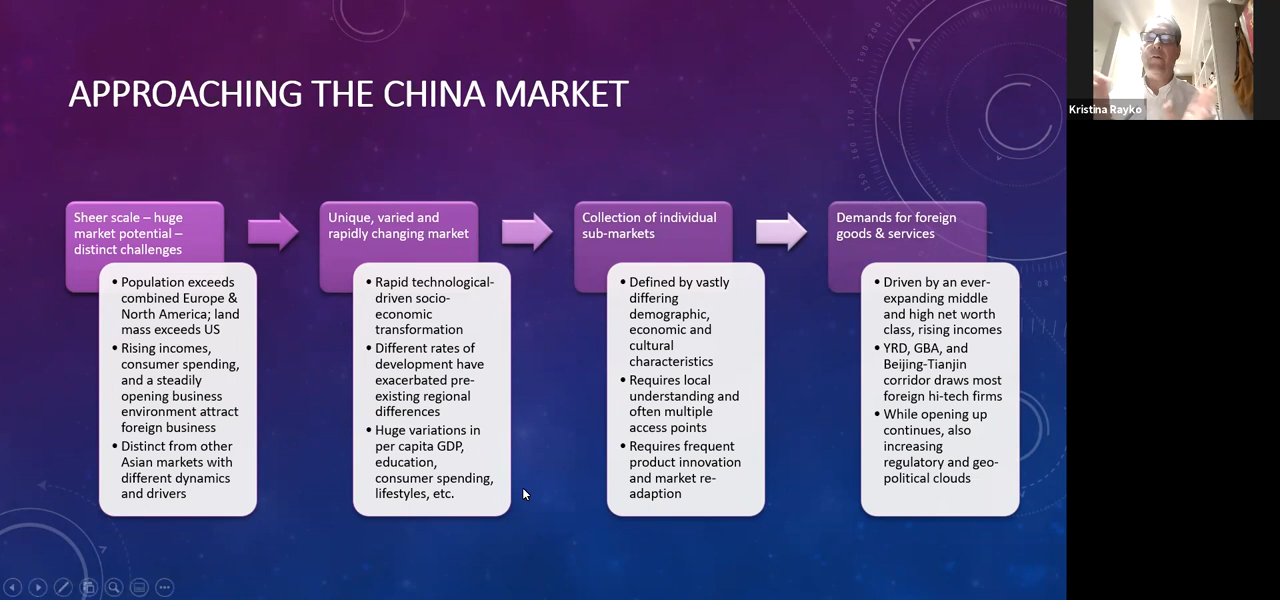 APPROACHING THE CHINA MARKET
Kristina Rayko
Sheer scale – huge
market potential –
distinct challenges
• Population exceeds
combined Europe &
North America; land
mass exceeds US
• Rising incomes,
consumer spending,
and a steadily
opening business
environment attract
foreign business
• Distinct from other
Asian markets with
different dynamics
and drivers
Unique, varied and
rapidly changing market
• Rapid technological-
driven socio-
economic
transformation
• Different rates of
development have
exacerbated pre-
existing regional
differences
• Huge variations in
per capita GDP,
education,
consumer spending,
lifestyles, etc.
Collection of individual
sub-markets
• Defined by vastly
differing
demographic,
economic and
cultural
characteristics
• Requires local
understanding and
often multiple
access points
• Requires frequent
product innovation
and market re-
adaption
Demands for foreign
goods & services
• Driven by an ever-
expanding middle
and high net worth
class, rising incomes
• YRD, GBA, and
Beijing-Tianjin
corridor draws most
foreign hi-tech firms
• While opening up
continues, also
increasing
regulatory and geo-
political clouds